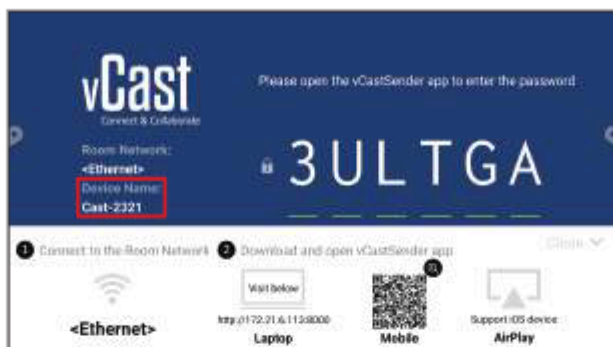 vCast
Connect & Collaborate
Please open the vCastSender app to enter the password
Room Network:
<Ethernet>
Device Name:
Cast-2321
3ULTGA
1 Connect to the Room Network
2 Download and open vCastSender app
Close
Visit below
http://172.21.6.113:8000
Laptop
Mobile
Support iOS device
AirPlay
<Ethernet>